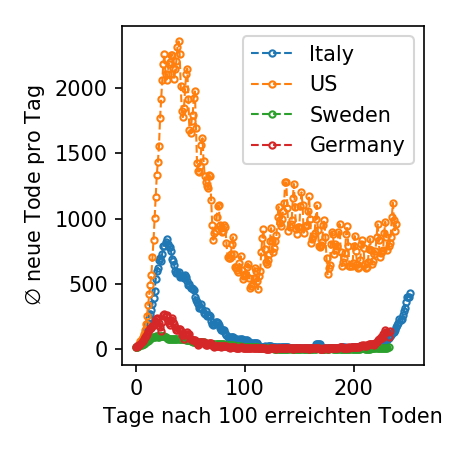 Italy
US
Sweden
Germany
∅ neue Tode pro Tag
2000
1500
1000
500
0
0 100 200
Tage nach 100 erreichten Toden